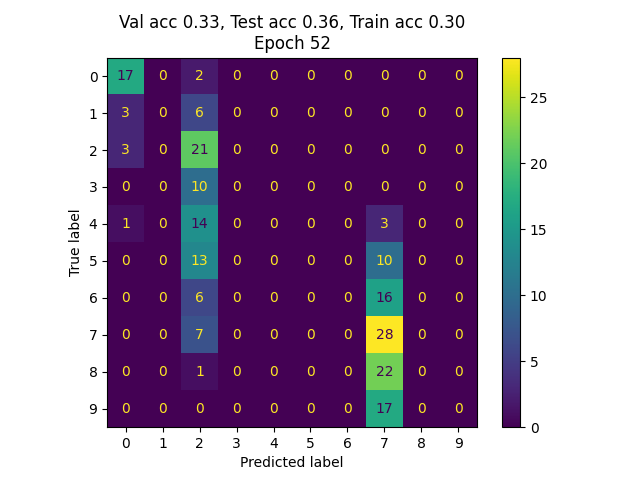 Val acc 0.33, Test acc 0.36, Train acc 0.30
Epoch 52
0 17 0 2 0 0 0 0 0 0 0
1 3 0 6 0 0 0 0 0 0 0
2 3 0 21 0 0 0 0 0 0 0
3 0 0 10 0 0 0 0 0 0 0
4 1 0 14 0 0 0 0 3 0 0
5 0 0 13 0 0 0 0 10 0 0
6 0 0 6 0 0 0 0 16 0 0
7 0 0 7 0 0 0 0 28 0 0
8 0 0 1 0 0 0 0 22 0 0
9 0 0 0 0 0 0 0 17 0 0
0 1 2 3 4 5 6 7 8 9
Predicted label
True label
25
20
15
10
5
0